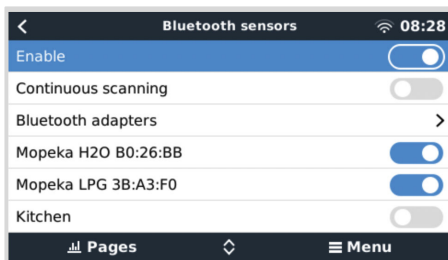 Bluetooth sensors 08:28
Enable
Continuous scanning
Bluetooth adapters
Mopeka H2O B0:26:BB
Mopeka LPG 3B:A3:F0
Kitchen
Pages Menu